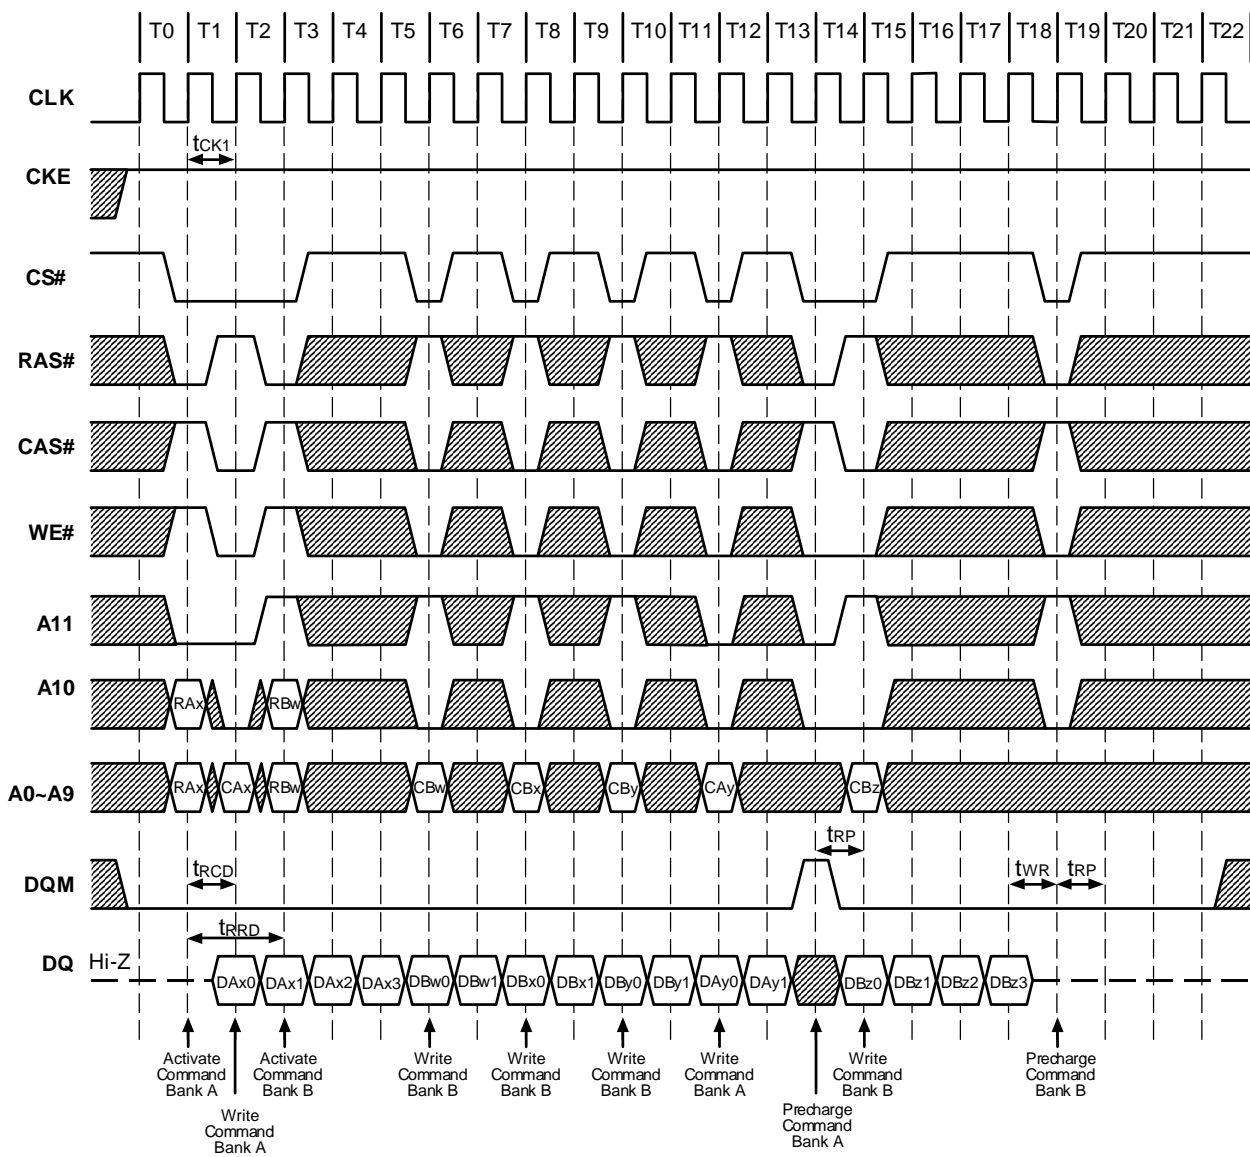 T0 T1 T2 T3 T4 T5 T6 T7 T8 T9 T10 T11 T12 T13 T14 T15 T16 T17 T18 T19 T20 T21 T22
CLK
tCK1
CKE
CS#
RAS#
CAS#
WE#
A11
A10
RAx RBw
A0~A9
RAx CAx RBw CBw CBx CBy CAy CBz
tRP
DQM
tRCD tWR tRP
tRRD
DQ Hi-Z
DAx0 DAx1 DAx2 DAx3 DBw0 DBw1 DBx0 DBx1 DBy0 DBy1 DAy0 DAy1 DBz0 DBz1 DBz2 DBz3
Activate
Command
Bank A
Write
Command
Bank A
Activate
Command
Bank B
Write
Command
Bank B
Write
Command
Bank B
Write
Command
Bank B
Write
Command
Bank A
Precharge
Command
Bank A
Write
Command
Bank B
Precharge
Command
Bank B